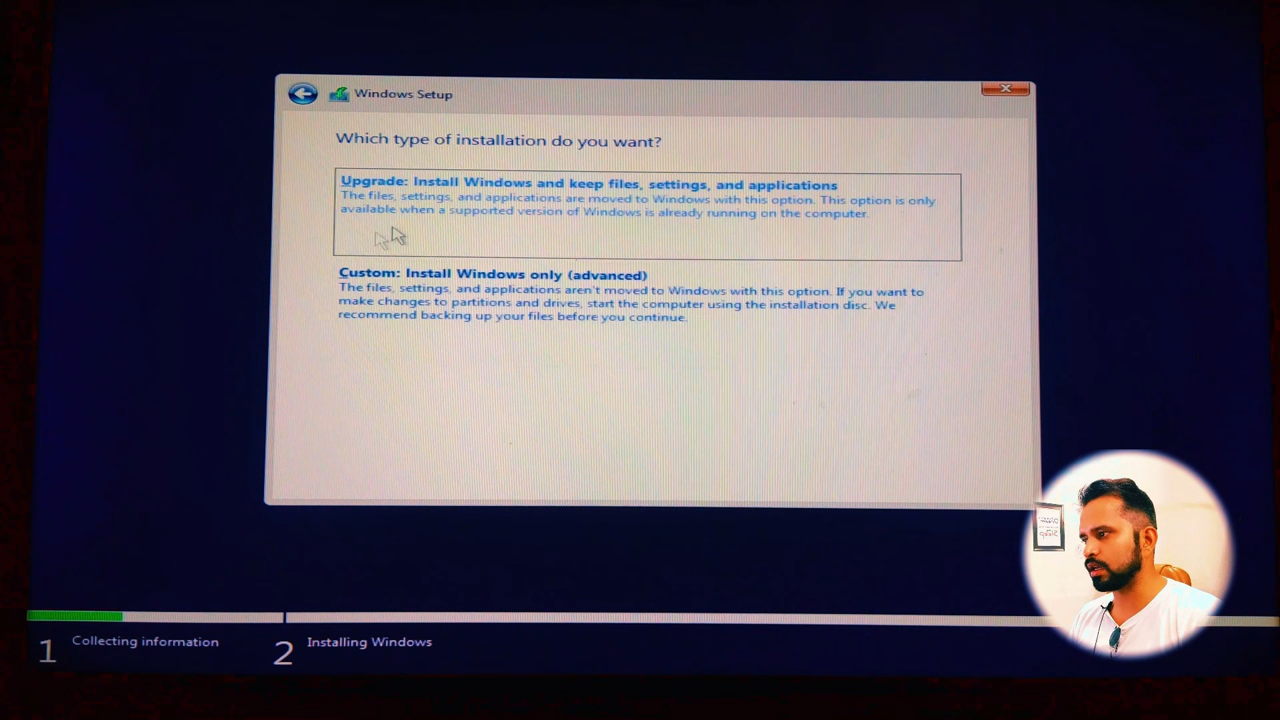 Windows Setup
Which type of installation do you want?
Upgrade: Install Windows and keep files, settings, and applications
The files, settings, and applications are moved to Windows with this option. This option is only
available when a supported version of Windows is already running on the computer.
Custom: Install Windows only (advanced)
The files, settings, and applications aren't moved to Windows with this option. If you want to
make changes to partitions and drives, start the computer using the installation disc. We
recommend backing up your files before you continue.
1 Collecting information
2 Installing Windows